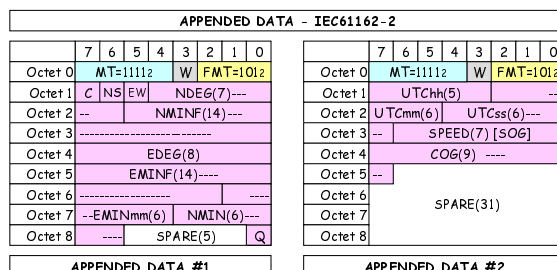 APPENDED DATA - IEC61162-2
7 6 5 4 3 2 1 0
Octet 0 MT=11112 W FMT=1012
Octet 1 C NS EW NDEG(7)---
Octet 2 -- NMINF(14)---
Octet 3 -----------------------
Octet 4 EDEG(8)
Octet 5 EMINF(14)----
Octet 6 ---------------- ----
Octet 7 --EMINmm(6) NMIN(6)---
Octet 8 ---- SPARE(5) Q
APPENDED DATA #1
7 6 5 4 3 2 1 0
Octet 0 MT=11112 W FMT=1012
Octet 1 UTChh(5) --
Octet 2 UTCmm(6) UTCss(6)---
Octet 3 -- SPEED(7) [SOG]
Octet 4 COG(9) ----
Octet 5 --
Octet 6
Octet 7 SPARE(31)
Octet 8
APPENDED DATA #2